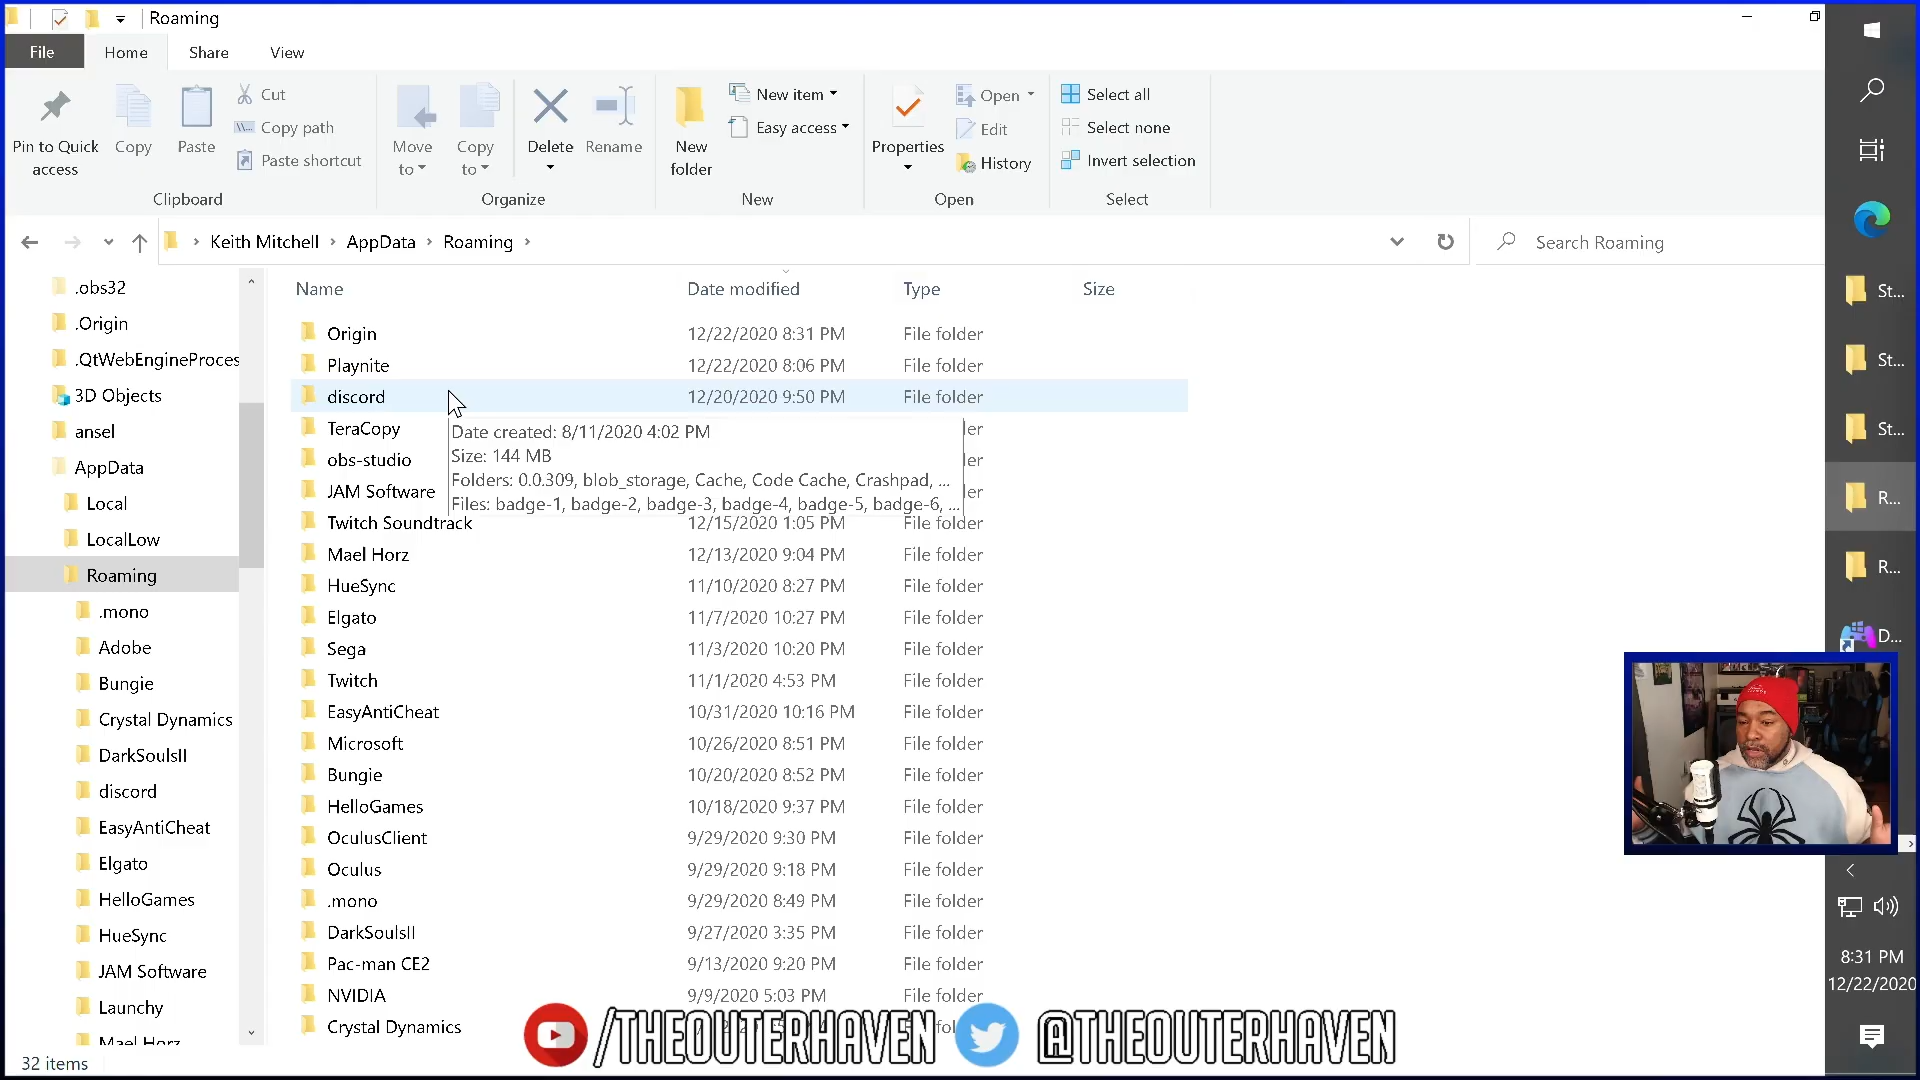 Roaming
File
Home
Share
View
Pin to Quick access
Copy
Paste
Cut
Copy path
Paste shortcut
Clipboard
Move to
Copy to
Delete
Rename
Organize
New folder
New item
Easy access
New
Properties
Open
Edit
History
Open
Select all
Select none
Invert selection
Select
Keith Mitchell
AppData
Roaming
Search Roaming
.obs32
.Origin
.QtWebEngineProces
3D Objects
ansel
AppData
Local
LocalLow
Roaming
.mono
Adobe
Bungie
Crystal Dynamics
DarkSoulsII
discord
EasyAntiCheat
Elgato
HelloGames
HueSync
JAM Software
Launchy
Mael Horz
32 items
Name Date modified Type Size
Origin 12/22/2020 8:31 PM File folder
Playnite 12/22/2020 8:06 PM File folder
discord 12/20/2020 9:50 PM File folder
TeraCopy ler
obs-studio ler
JAM Software ler
Date created: 8/11/2020 4:02 PM
Size: 144 MB
Folders: 0.0.309, blob_storage, Cache, Code Cache, Crashpad, ...
Files: badge-1, badge-2, badge-3, badge-4, badge-5, badge-6, ...
Twitch Soundtrack 12/15/2020 1:05 PM File folder
Mael Horz 12/13/2020 9:04 PM File folder
HueSync 11/10/2020 8:27 PM File folder
Elgato 11/7/2020 10:27 PM File folder
Sega 11/3/2020 10:20 PM File folder
Twitch 11/1/2020 4:53 PM File folder
EasyAntiCheat 10/31/2020 10:16 PM File folder
Microsoft 10/26/2020 8:51 PM File folder
Bungie 10/20/2020 8:52 PM File folder
HelloGames 10/18/2020 9:37 PM File folder
OculusClient 9/29/2020 9:30 PM File folder
Oculus 9/29/2020 9:18 PM File folder
.mono 9/29/2020 8:49 PM File folder
DarkSoulsII 9/27/2020 3:35 PM File folder
Pac-man CE2 9/13/2020 9:20 PM File folder
NVIDIA 9/9/2020 5:03 PM File folder
Crystal Dynamics
/THEOUTERHAVEN @THEOUTERHAVEN
St...
St...
St...
R...
R...
D...
8:31 PM
12/22/2020